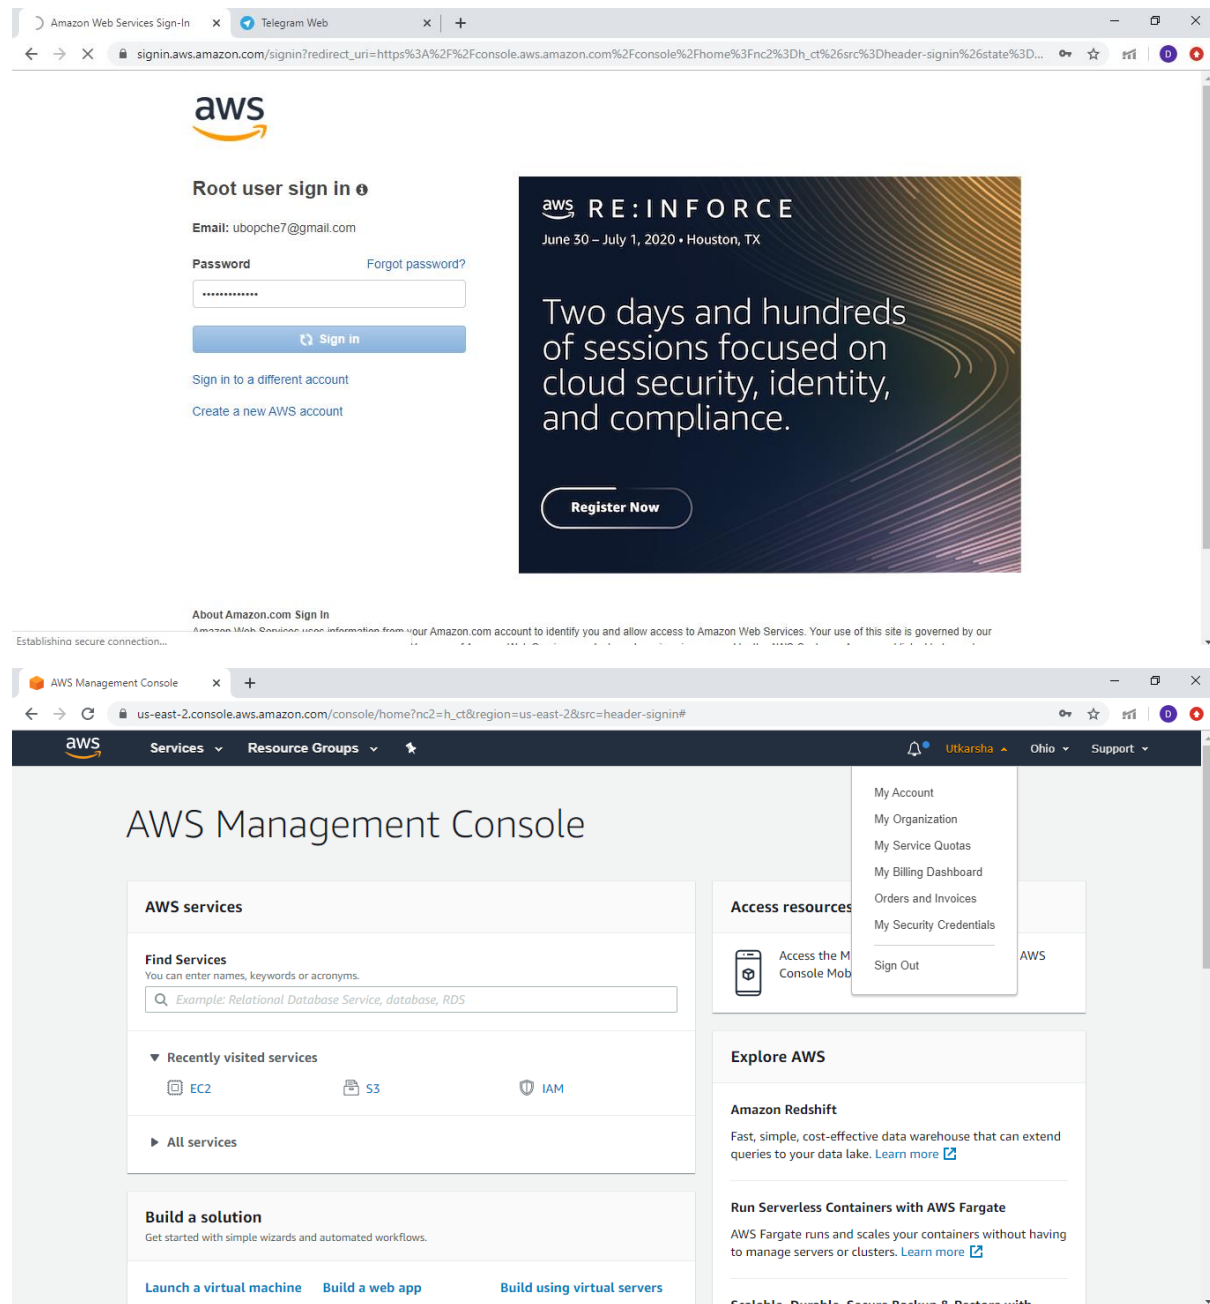 Amazon Web Services Sign-In
Telegram Web
signin.aws.amazon.com/signin?redirect_uri=https%3A%2F%2Fconsole.aws.amazon.com%2Fconsole%2Fhome%3Fnc2%3Dh_ct%26src%3Dheader-signin%26state%3D...
D
aws
Root user sign in
Email: ubopche7@gmail.com
Password Forgot password?
Sign in
Sign in to a different account
Create a new AWS account
aws RE:INFORCE
June 30 – July 1, 2020 • Houston, TX
Two days and hundreds
of sessions focused on
cloud security, identity,
and compliance.
Register Now
About Amazon.com Sign In
Amazon Web Services uses information from your Amazon.com account to identify you and allow access to Amazon Web Services. Your use of this site is governed by our
Establishing secure connection...
AWS Management Console
us-east-2.console.aws.amazon.com/console/home?nc2=h_ct&region=us-east-2&src=header-signin#
D
aws Services Resource Groups Utkarsha Ohio Support
My Account
My Organization
My Service Quotas
My Billing Dashboard
Orders and Invoices
My Security Credentials
Sign Out
AWS Management Console
AWS services
Find Services
You can enter names, keywords or acronyms.
Example: Relational Database Service, database, RDS
Recently visited services
EC2 S3 IAM
All services
Build a solution
Get started with simple wizards and automated workflows.
Launch a virtual machine Build a web app Build using virtual servers
Access resources
Access the M AWS
Console Mob
Explore AWS
Amazon Redshift
Fast, simple, cost-effective data warehouse that can extend
queries to your data lake. Learn more
Run Serverless Containers with AWS Fargate
AWS Fargate runs and scales your containers without having
to manage servers or clusters. Learn more
Scalable, Durable, Secure Backup & Restore with